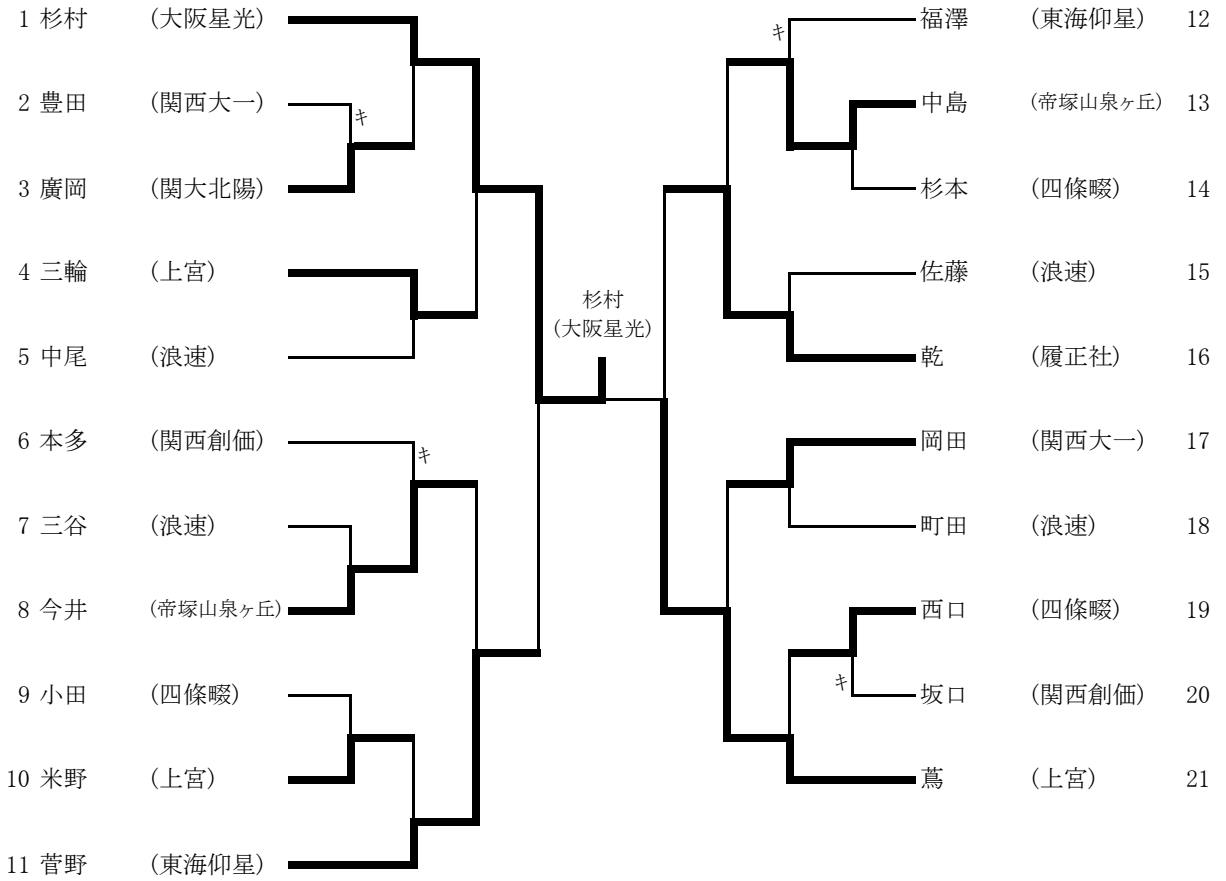 1 杉村 (大阪星光)
2 豊田 (関西大一)
キ
3 廣岡 (関大北陽)
4 三輪 (上宮)
5 中尾 (浪速)
6 本多 (関西創価)
キ
7 三谷 (浪速)
8 今井 (帝塚山泉ヶ丘)
9 小田 (四條畷)
10 米野 (上宮)
11 菅野 (東海仰星)
杉村
(大阪星光)
福澤 (東海仰星) 12
キ
中島 (帝塚山泉ヶ丘) 13
杉本 (四條畷) 14
佐藤 (浪速) 15
乾 (履正社) 16
岡田 (関西大一) 17
町田 (浪速) 18
西口 (四條畷) 19
キ
坂口 (関西創価) 20
蔦 (上宮) 21